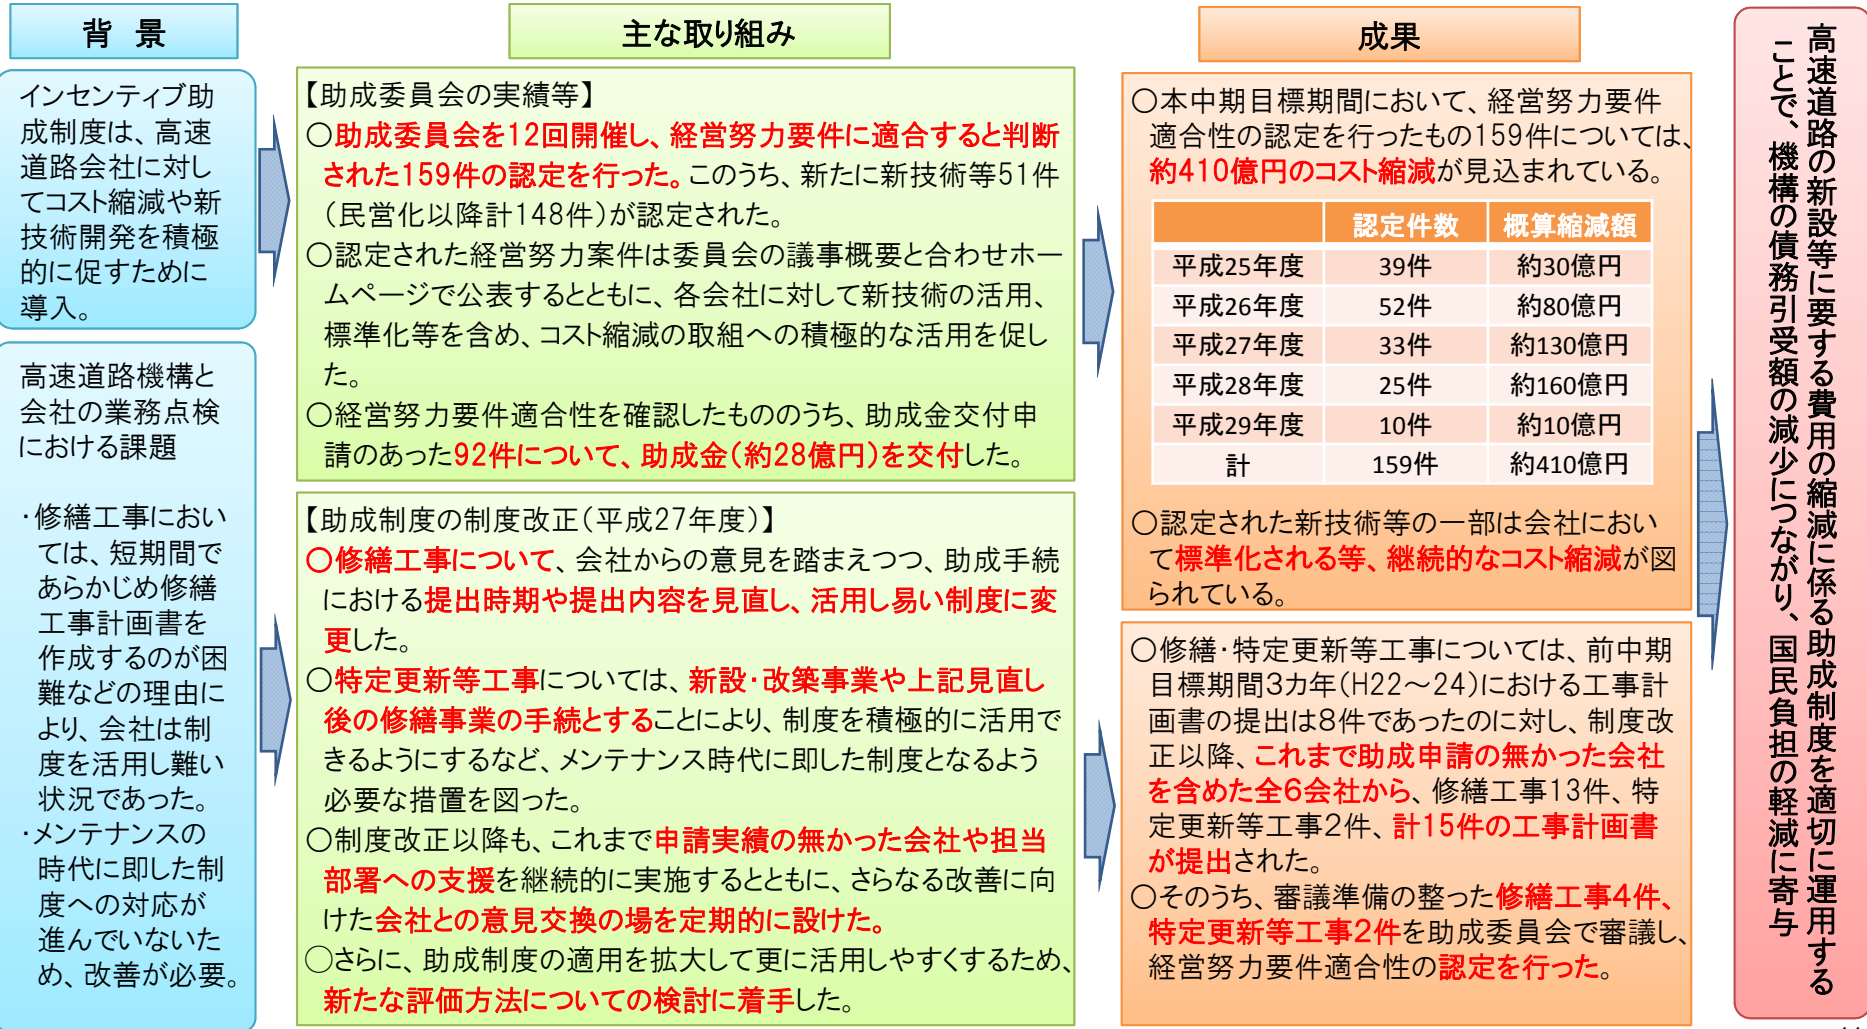 背 景
インセンティブ助
成制度は、高速
道路会社に対し
てコスト縮減や新
技術開発を積極
的に促すために
導入。
高速道路機構と
会社の業務点検
における課題
・修繕工事におい
ては、短期間で
あらかじめ修繕
工事計画書を
作成するのが困
難などの理由に
より、会社は制
度を活用し難い
状況であった。
・メンテナンスの
時代に即した制
度への対応が
進んでいないた
め、改善が必要。
主な取り組み
【助成委員会の実績等】
○助成委員会を12回開催し、経営努力要件に適合すると判断
された159件の認定を行った。このうち、新たに新技術等51件
(民営化以降計148件)が認定された。
○認定された経営努力案件は委員会の議事概要と合わせホー
ムページで公表するとともに、各会社に対して新技術の活用、
標準化等を含め、コスト縮減の取組への積極的な活用を促し
た。
○経営努力要件適合性を確認したもののうち、助成金交付申
請のあった92件について、助成金(約28億円)を交付した。
【助成制度の制度改正(平成27年度)】
○修繕工事について、会社からの意見を踏まえつつ、助成手続
における提出時期や提出内容を見直し、活用し易い制度に変
更した。
○特定更新等工事については、新設・改築事業や上記見直し
後の修繕事業の手続とすることにより、制度を積極的に活用で
きるようにするなど、メンテナンス時代に即した制度となるよう
必要な措置を図った。
○制度改正以降も、これまで申請実績の無かった会社や担当
部署への支援を継続的に実施するとともに、さらなる改善に向
けた会社との意見交換の場を定期的に設けた。
○さらに、助成制度の適用を拡大して更に活用しやすくするため、
新たな評価方法についての検討に着手した。
成果
○本中期目標期間において、経営努力要件
適合性の認定を行ったもの159件については、
約410億円のコスト縮減が見込まれている。
認定件数 概算縮減額
平成25年度 39件 約30億円
平成26年度 52件 約80億円
平成27年度 33件 約130億円
平成28年度 25件 約160億円
平成29年度 10件 約10億円
計 159件 約410億円
○認定された新技術等の一部は会社におい
て標準化される等、継続的なコスト縮減が図
られている。
○修繕・特定更新等工事については、前中期
目標期間3カ年(H22～24)における工事計
画書の提出は8件であったのに対し、制度改
正以降、これまで助成申請の無かった会社
を含めた全6会社から、修繕工事13件、特
定更新等工事2件、計15件の工事計画書
が提出された。
○そのうち、審議準備の整った修繕工事4件、
特定更新等工事2件を助成委員会で審議し、
経営努力要件適合性の認定を行った。
高速道路の新設等に要する費用の縮減に係る助成制度を適切に運用する
ことで、機構の債務引受額の減少につながり、国民負担の軽減に寄与